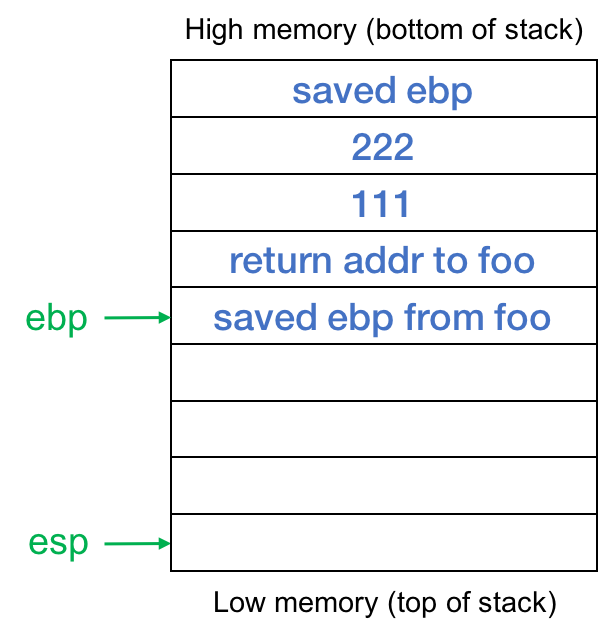 High memory (bottom of stack)
saved ebp
222
111
return addr to foo
ebp
saved ebp from foo
esp
Low memory (top of stack)